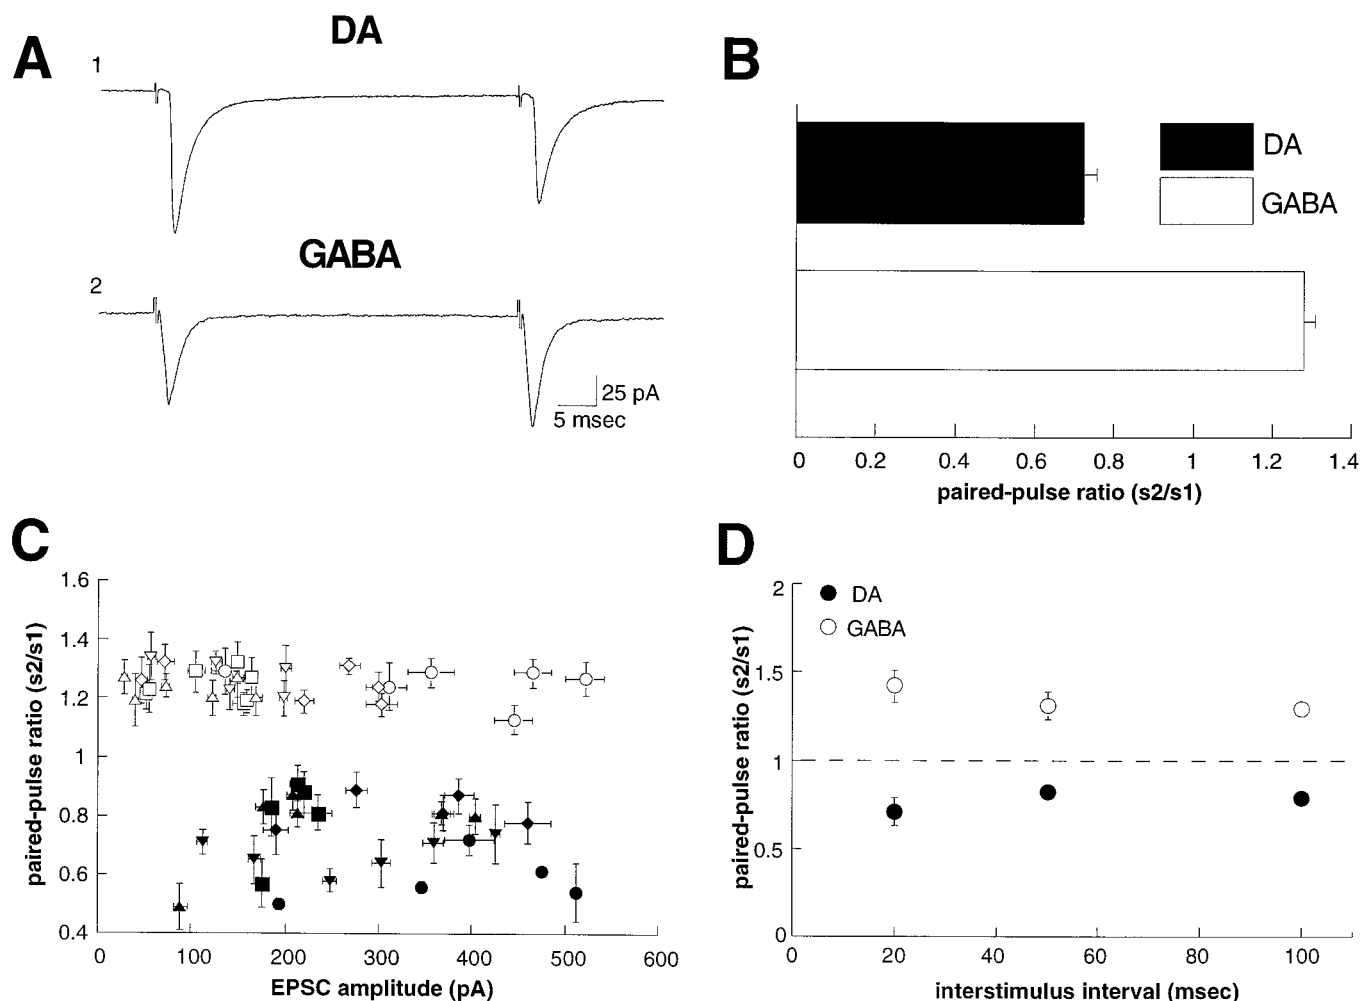 A
DA
1
GABA
2
25 pA
5 msec
B
DA
GABA
0 0.2 0.4 0.6 0.8 1 1.2 1.4
paired-pulse ratio (s2/s1)
C
1.6
1.4
1.2
1
0.8
0.6
0.4
paired-pulse ratio (s2/s1)
0 100 200 300 400 500 600
EPSC amplitude (pA)
D
DA
GABA
2
1.5
1
0.5
0
paired-pulse ratio (s2/s1)
0 20 40 60 80 100
interstimulus interval (msec)